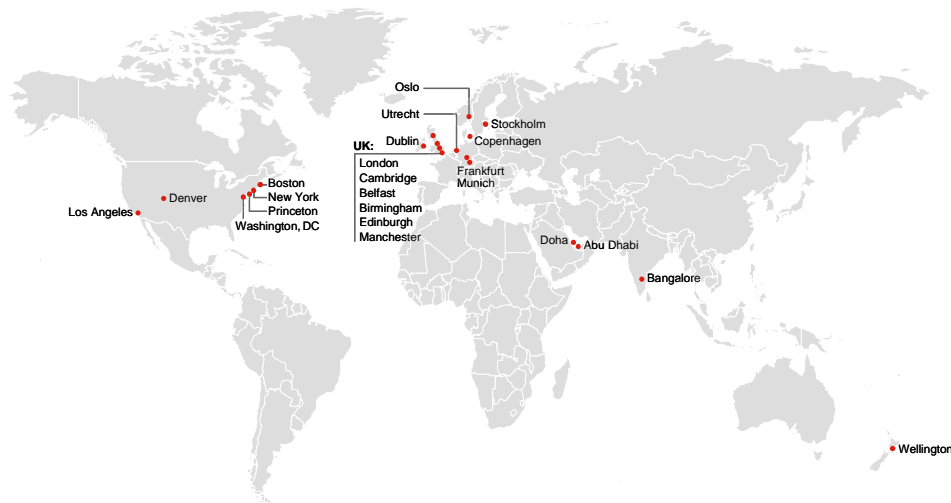 Oslo
Utrecht
Stockholm
Dublin
Copenhagen
UK:
London
Cambridge
Belfast
Birmingham
Edinburgh
Manchester
Frankfurt
Munich
Boston
New York
Princeton
Washington, DC
Denver
Los Angeles
Doha
Abu Dhabi
Bangalore
Wellington